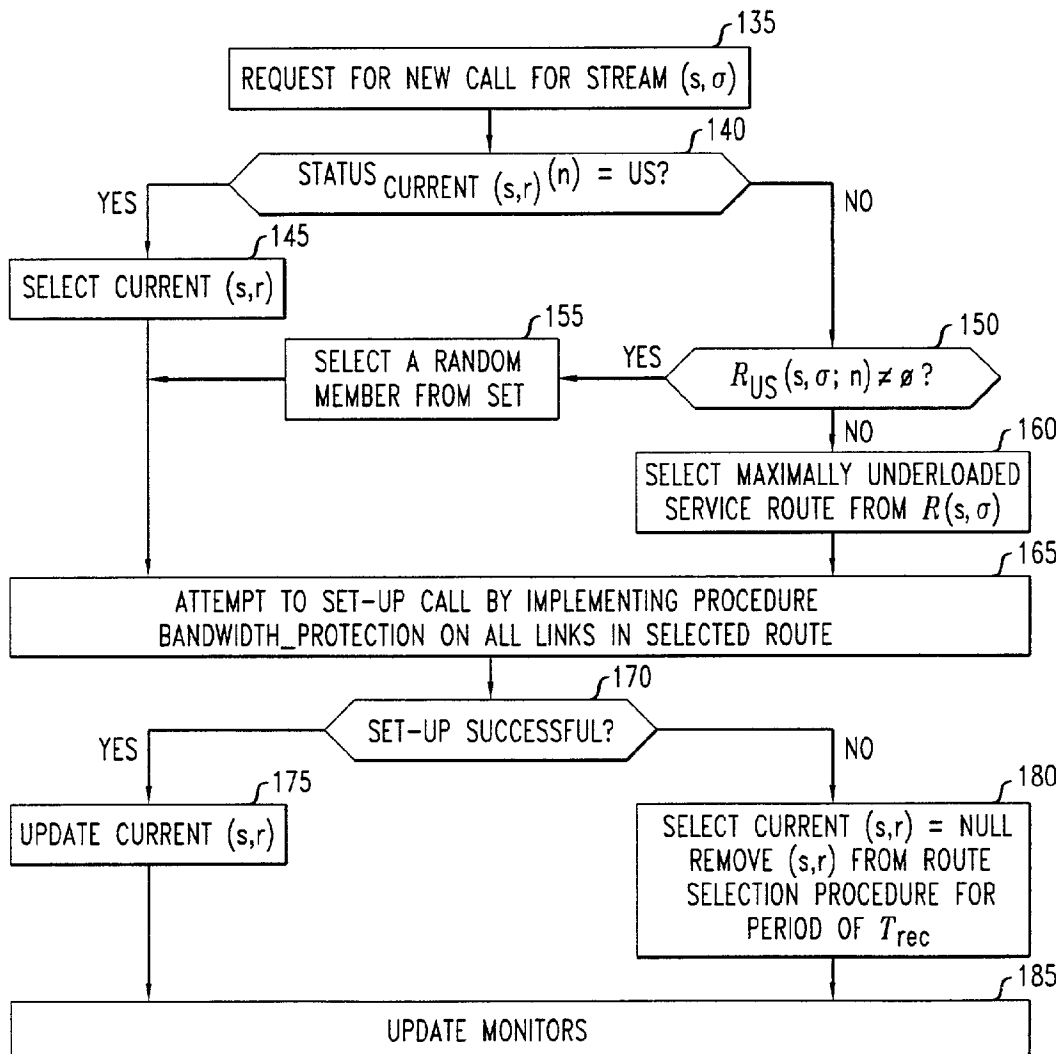 135
REQUEST FOR NEW CALL FOR STREAM (s, σ)
140
STATUS CURRENT (s,r) (n) = US?
YES
NO
145
SELECT CURRENT (s,r)
155
SELECT A RANDOM
MEMBER FROM SET
YES
150
R_US (s, σ; n) ≠ ø ?
NO
160
SELECT MAXIMALLY UNDERLOADED
SERVICE ROUTE FROM R(s, σ)
165
ATTEMPT TO SET-UP CALL BY IMPLEMENTING PROCEDURE
BANDWIDTH_PROTECTION ON ALL LINKS IN SELECTED ROUTE
170
SET-UP SUCCESSFUL?
YES
NO
175
UPDATE CURRENT (s,r)
180
SELECT CURRENT (s,r) = NULL
REMOVE (s,r) FROM ROUTE
SELECTION PROCEDURE FOR
PERIOD OF T_rec
185
UPDATE MONITORS